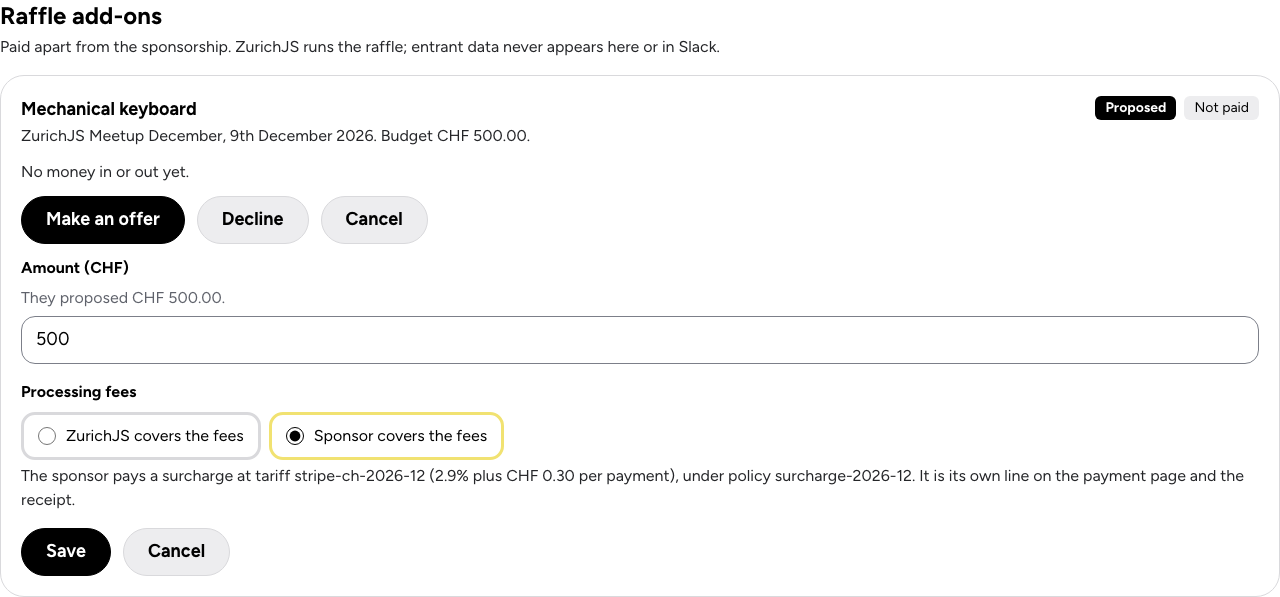 Raffle add-ons
Paid apart from the sponsorship. ZurichJS runs the raffle; entrant data never appears here or in Slack.
Mechanical keyboard
Proposed
Not paid
ZurichJS Meetup December, 9th December 2026. Budget CHF 500.00.
No money in or out yet.
Make an offer
Decline
Cancel
Amount (CHF)
They proposed CHF 500.00.
500
Processing fees
ZurichJS covers the fees
Sponsor covers the fees
The sponsor pays a surcharge at tariff stripe-ch-2026-12 (2.9% plus CHF 0.30 per payment), under policy surcharge-2026-12. It is its own line on the payment page and the
receipt.
Save
Cancel